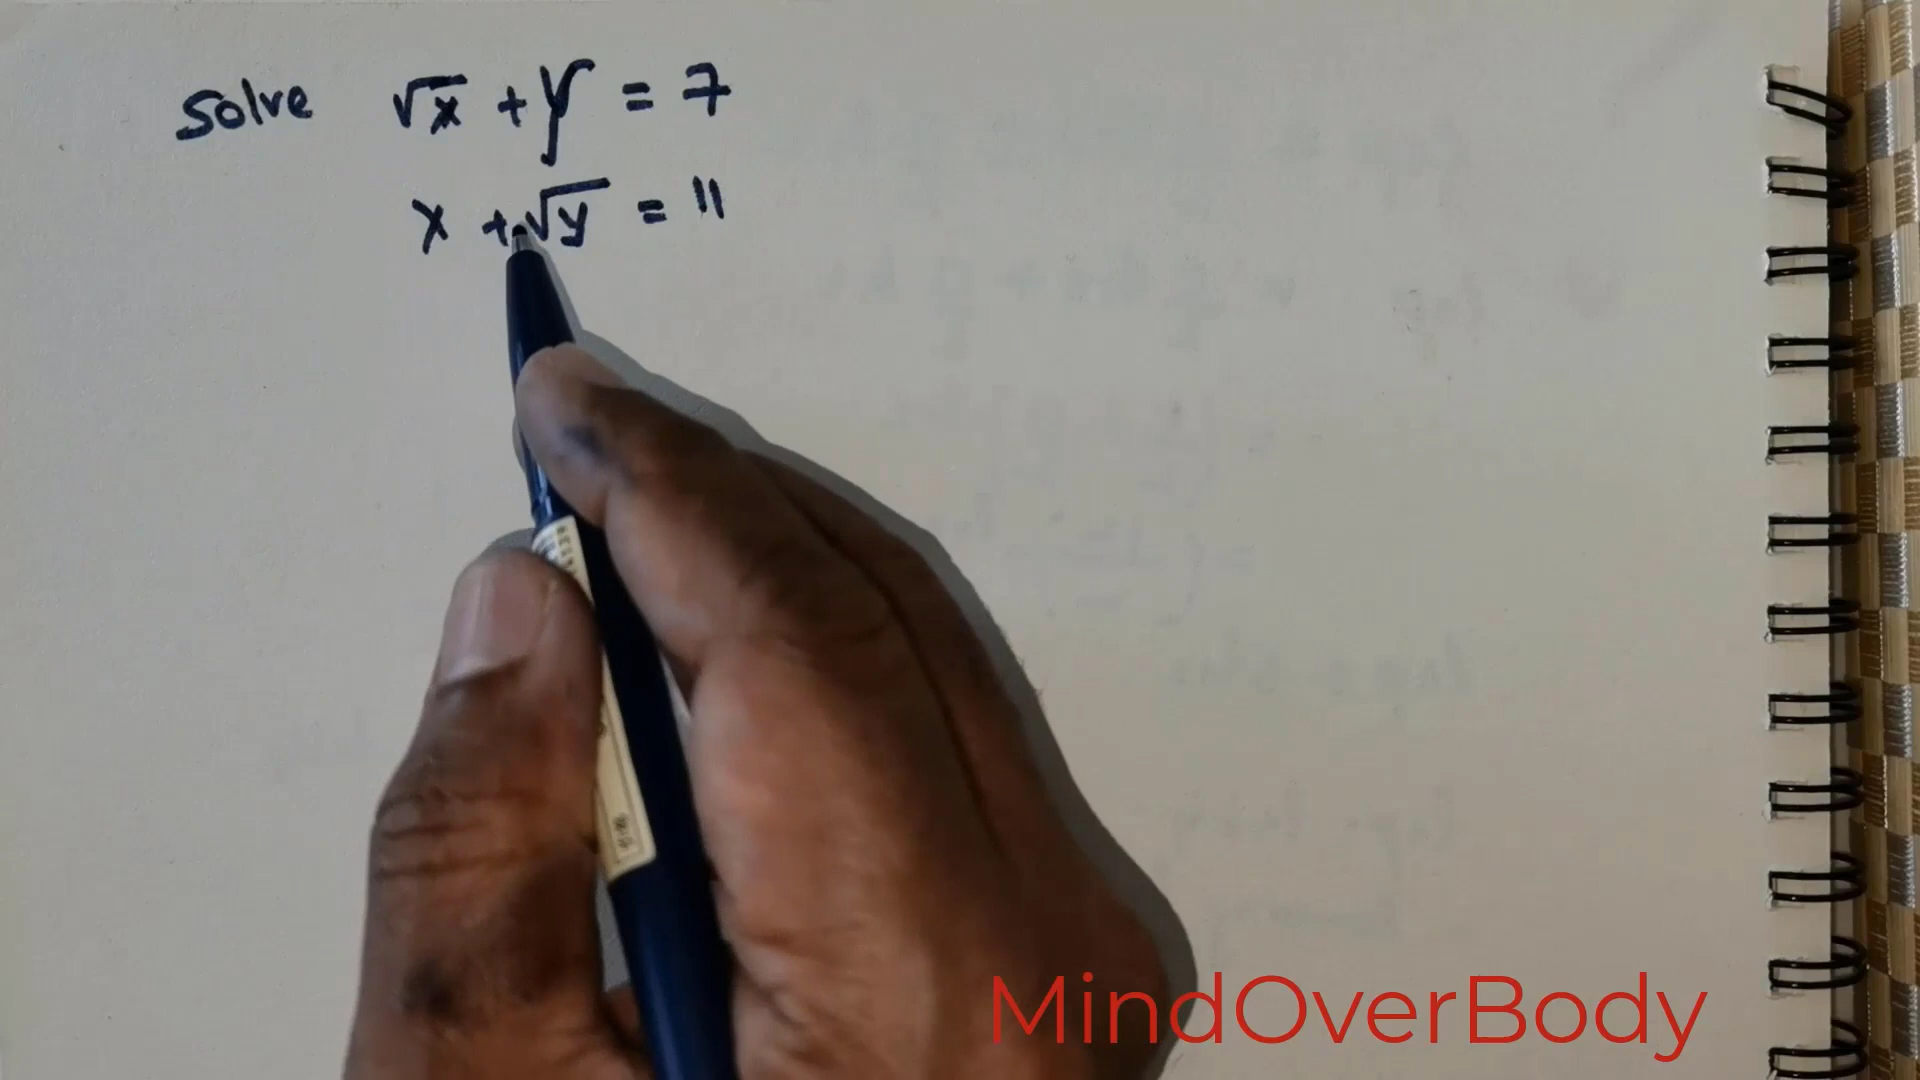 Solve √x + y = 7
x + √y = 11
MindOverBody